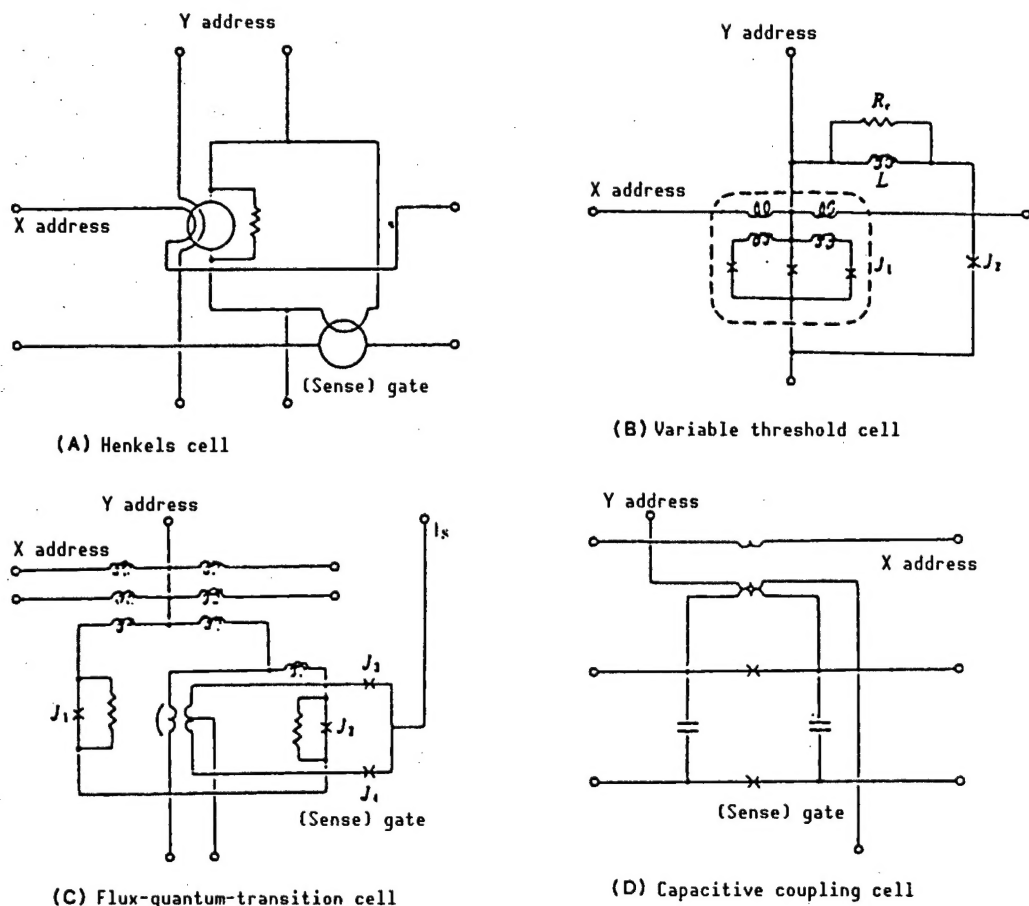 Y address
X address
(Sense) gate
(A) Henkels cell
Y address
Rr
L
X address
J1
J2
(B) Variable threshold cell
Y address
Is
X address
J3
J1
J2
J4
(Sense) gate
(C) Flux-quantum-transition cell
Y address
X address
(Sense) gate
(D) Capacitive coupling cell